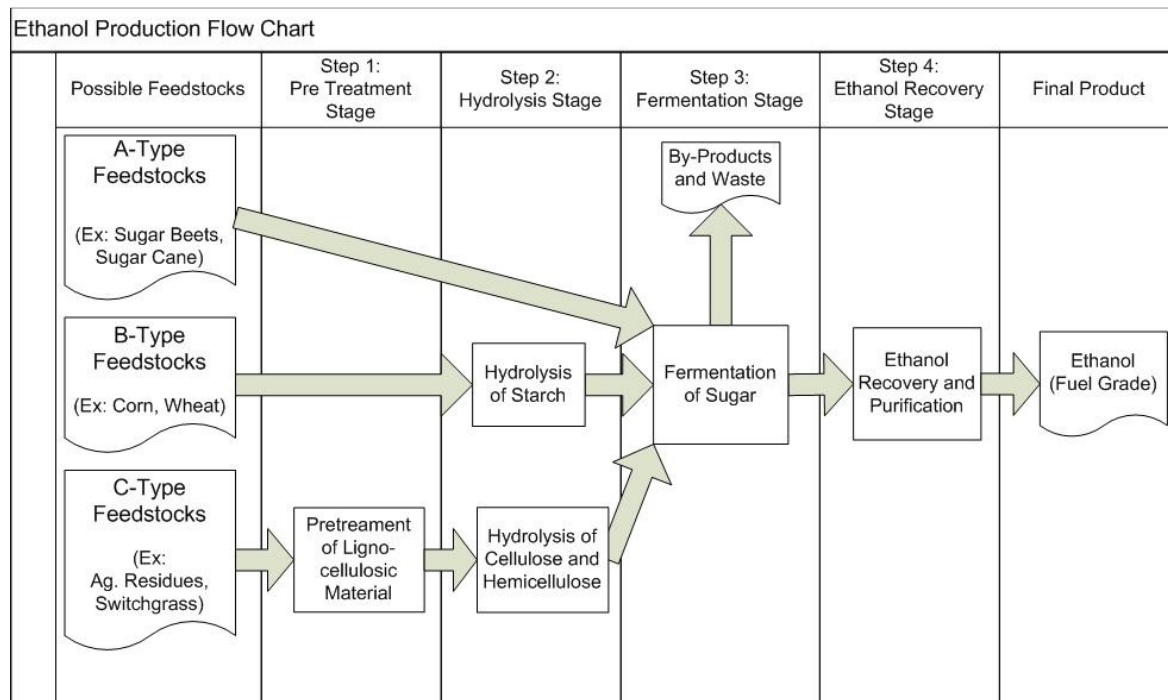 Ethanol Production Flow Chart
Possible Feedstocks
Step 1:
Pre Treatment
Stage
Step 2:
Hydrolysis Stage
Step 3:
Fermentation Stage
Step 4:
Ethanol Recovery
Stage
Final Product
A-Type
Feedstocks
(Ex: Sugar Beets,
Sugar Cane)
By-Products
and Waste
B-Type
Feedstocks
(Ex: Corn, Wheat)
Hydrolysis
of Starch
Fermentation
of Sugar
Ethanol
Recovery and
Purification
Ethanol
(Fuel Grade)
C-Type
Feedstocks
(Ex:
Ag. Residues,
Switchgrass)
Pretreament
of Ligno-
cellulosic
Material
Hydrolysis of
Cellulose and
Hemicellulose